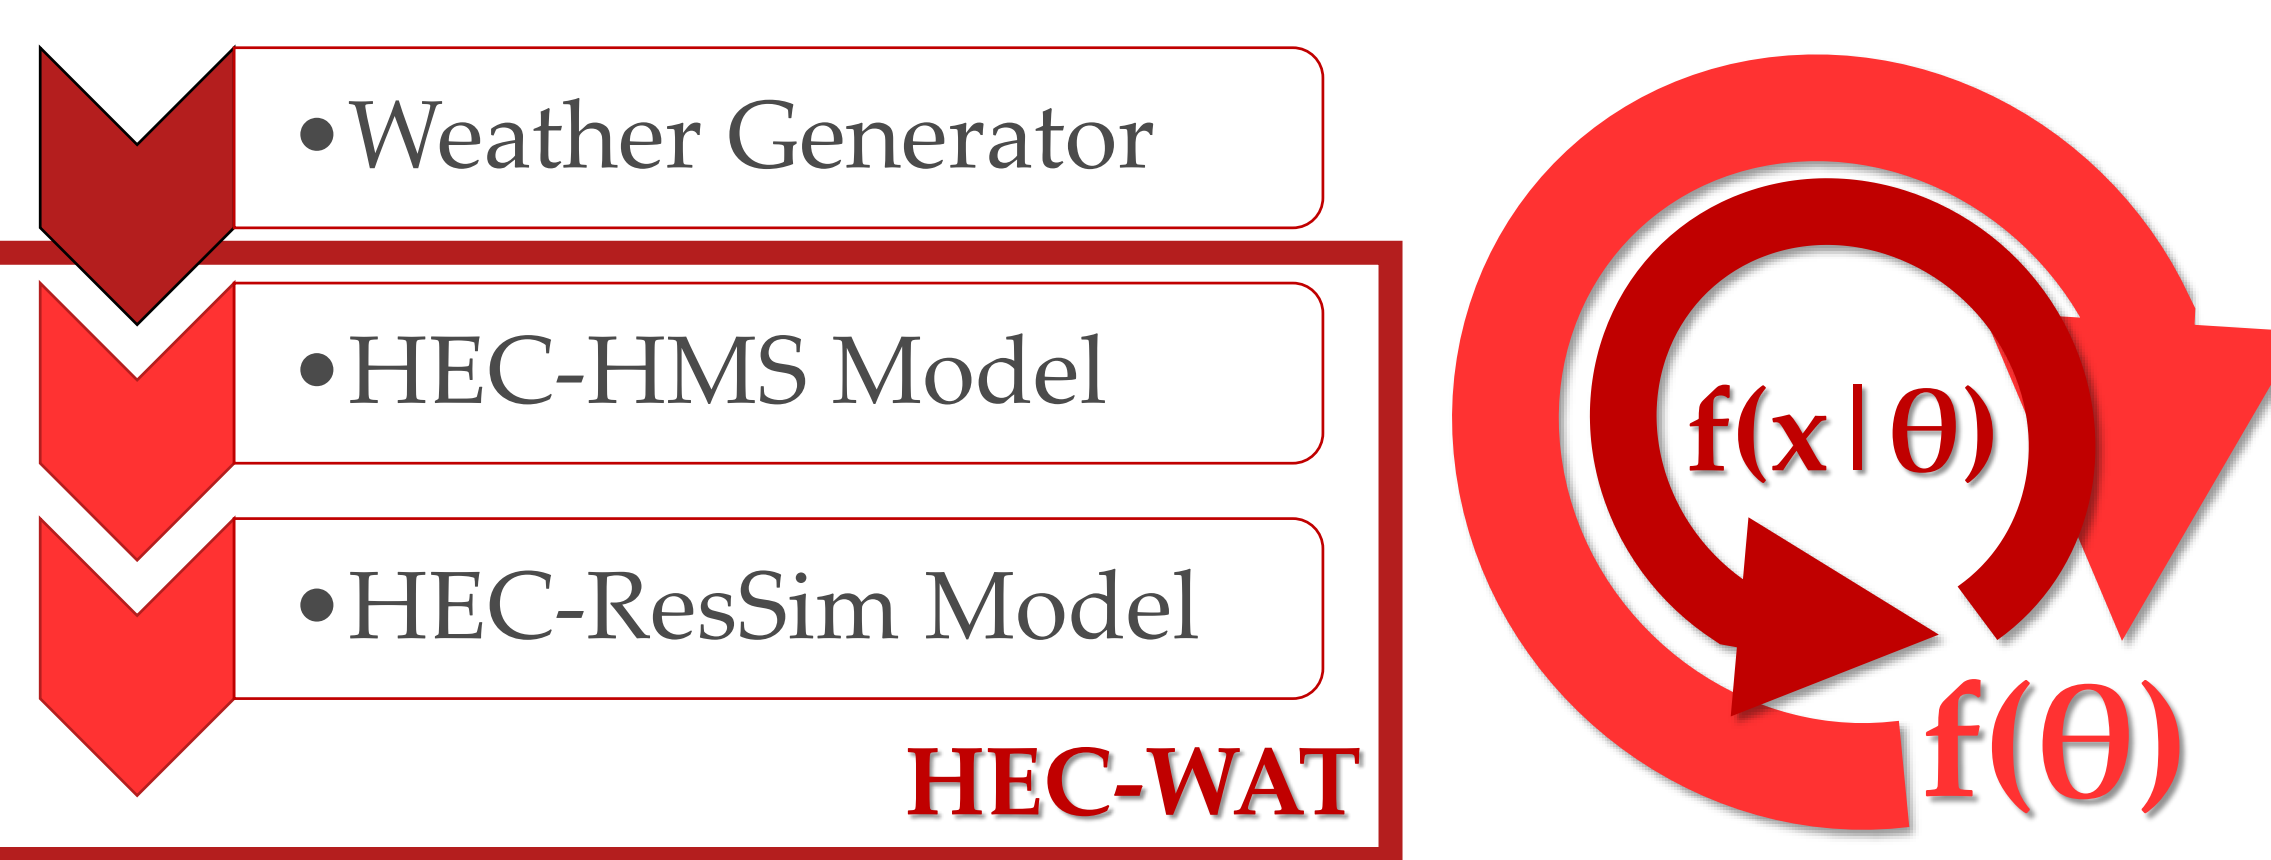 •Weather Generator
•HEC-HMS Model
•HEC-ResSim Model
HEC-WAT
f(x|θ)
f(θ)